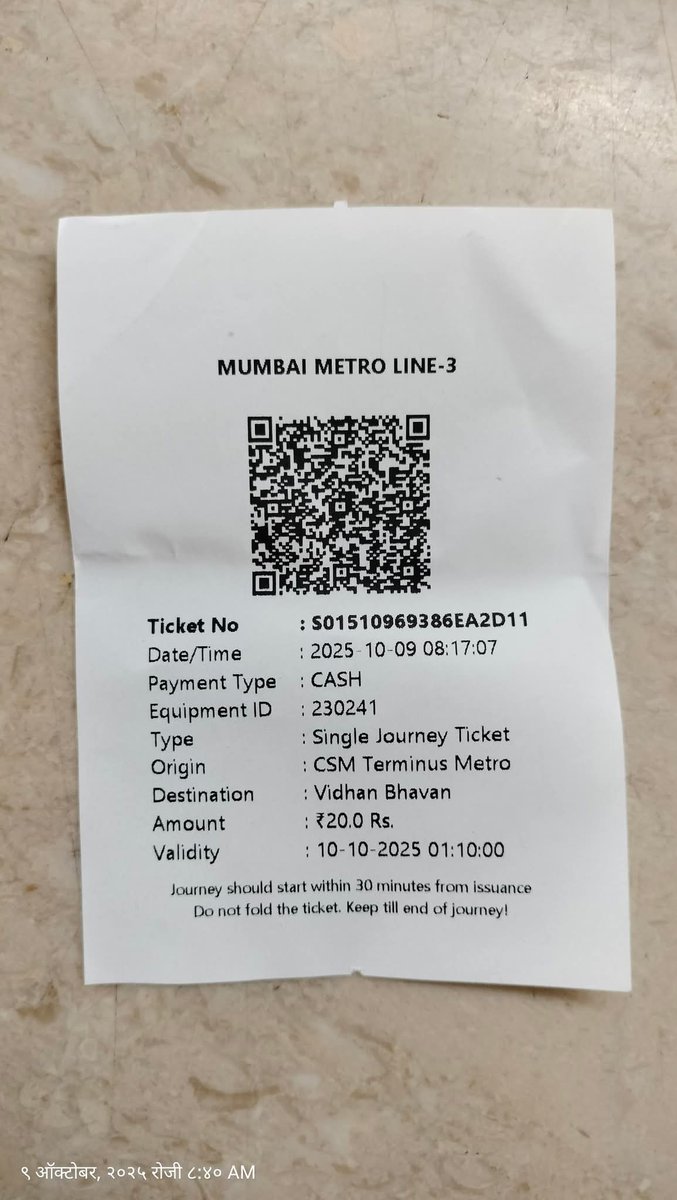 MUMBAI METRO LINE-3
Ticket No : S01510969386EA2D11
Date/Time : 2025-10-09 08:17:07
Payment Type : CASH
Equipment ID : 230241
Type : Single Journey Ticket
Origin : CSM Terminus Metro
Destination : Vidhan Bhavan
Amount : ₹20.0 Rs.
Validity : 10-10-2025 01:10:00
Journey should start within 30 minutes from issuance
Do not fold the ticket. Keep till end of journey!
९ ऑक्टोबर, २०२५ रोजी ८:४० AM